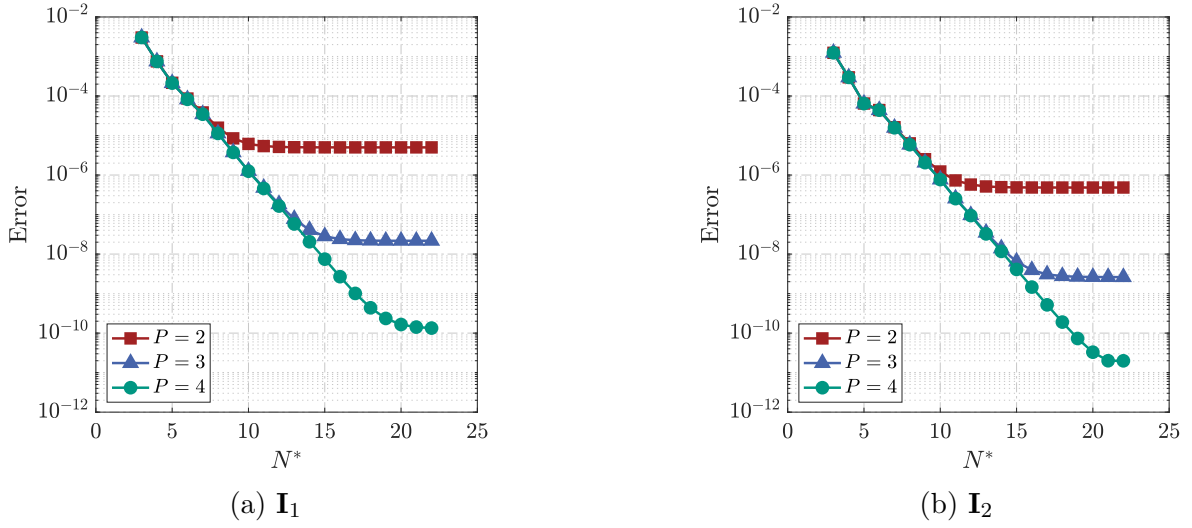 10⁻²
10⁻⁴
10⁻⁶
10⁻⁸
10⁻¹⁰
10⁻¹²
Error
0 5 10 15 20 25
N*
P = 2
P = 3
P = 4
(a) I₁
10⁻²
10⁻⁴
10⁻⁶
10⁻⁸
10⁻¹⁰
10⁻¹²
Error
0 5 10 15 20 25
N*
P = 2
P = 3
P = 4
(b) I₂